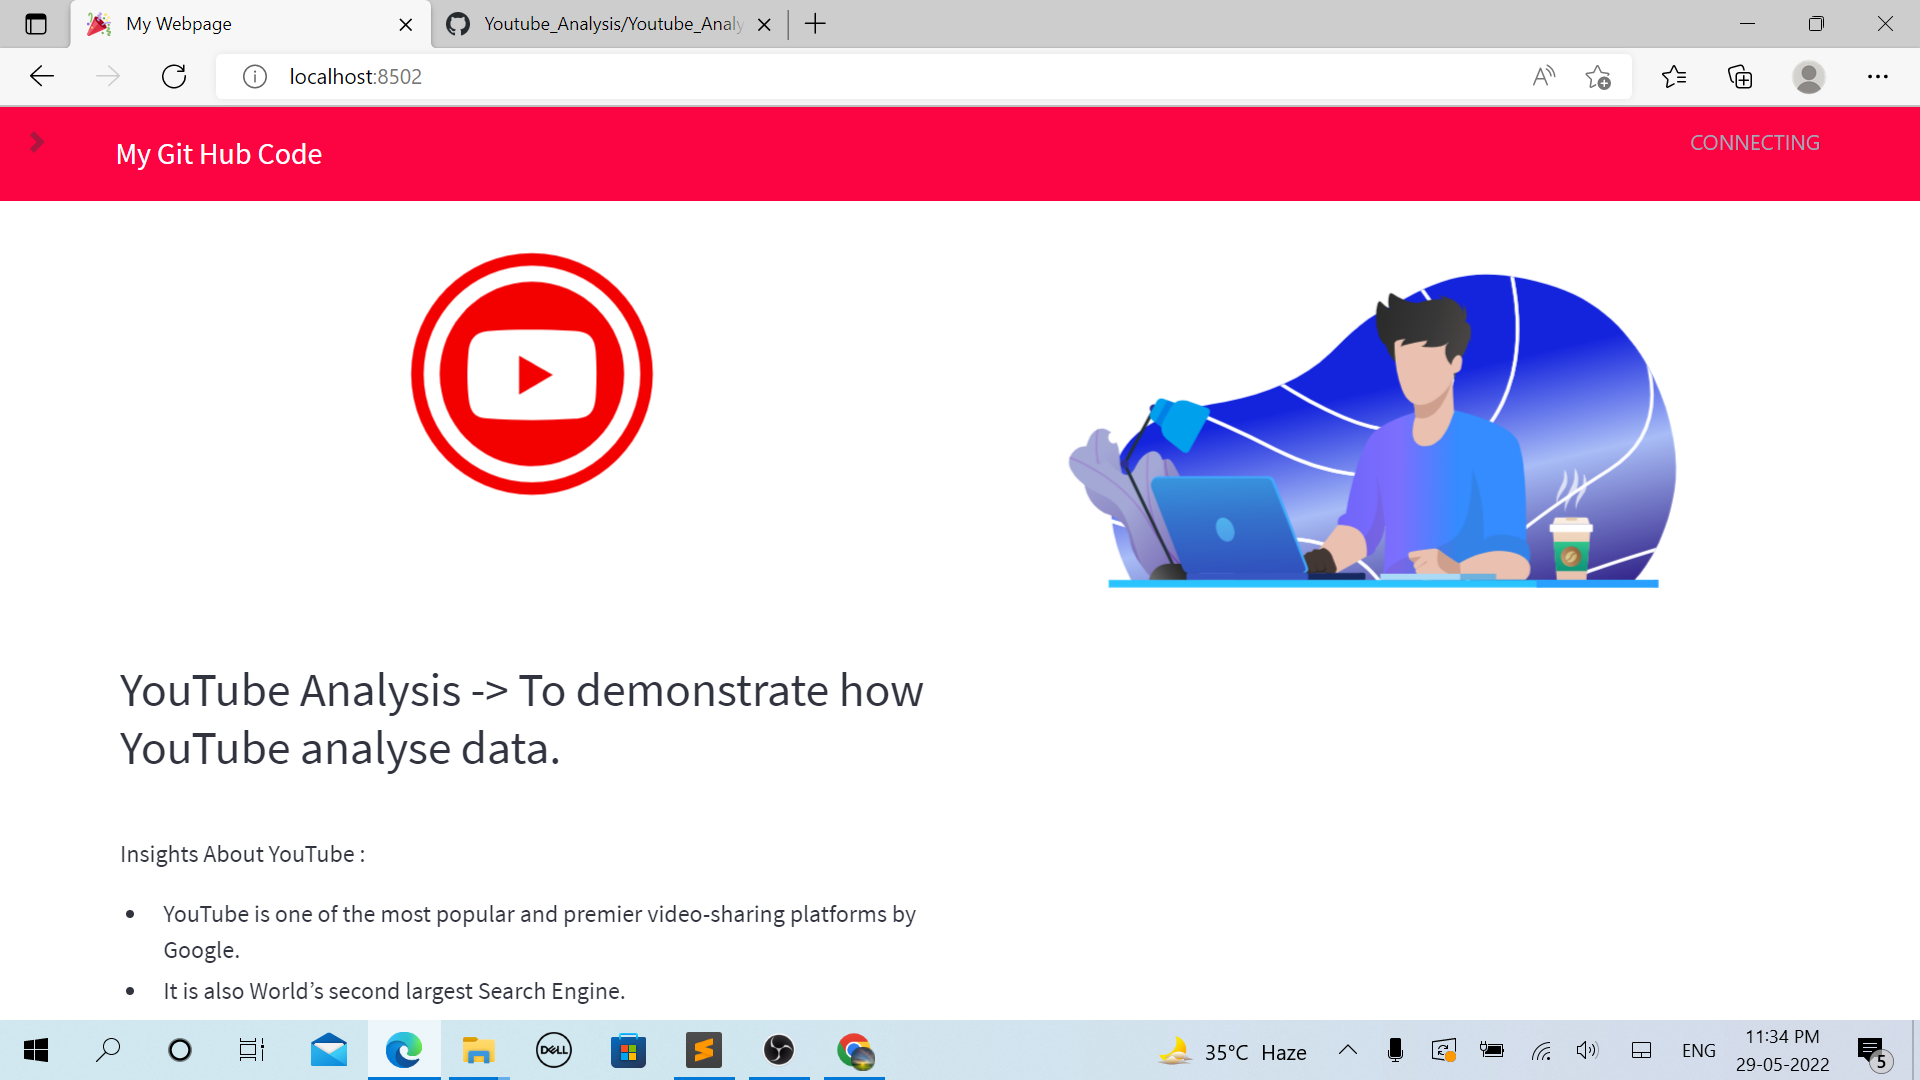 My Webpage
Youtube_Analysis/Youtube_Analy
localhost:8502
My Git Hub Code
CONNECTING
YouTube Analysis -> To demonstrate how
YouTube analyse data.
Insights About YouTube :
• YouTube is one of the most popular and premier video-sharing platforms by
Google.
• It is also World’s second largest Search Engine.
DELL
35°C Haze
ENG
11:34 PM
29-05-2022
5